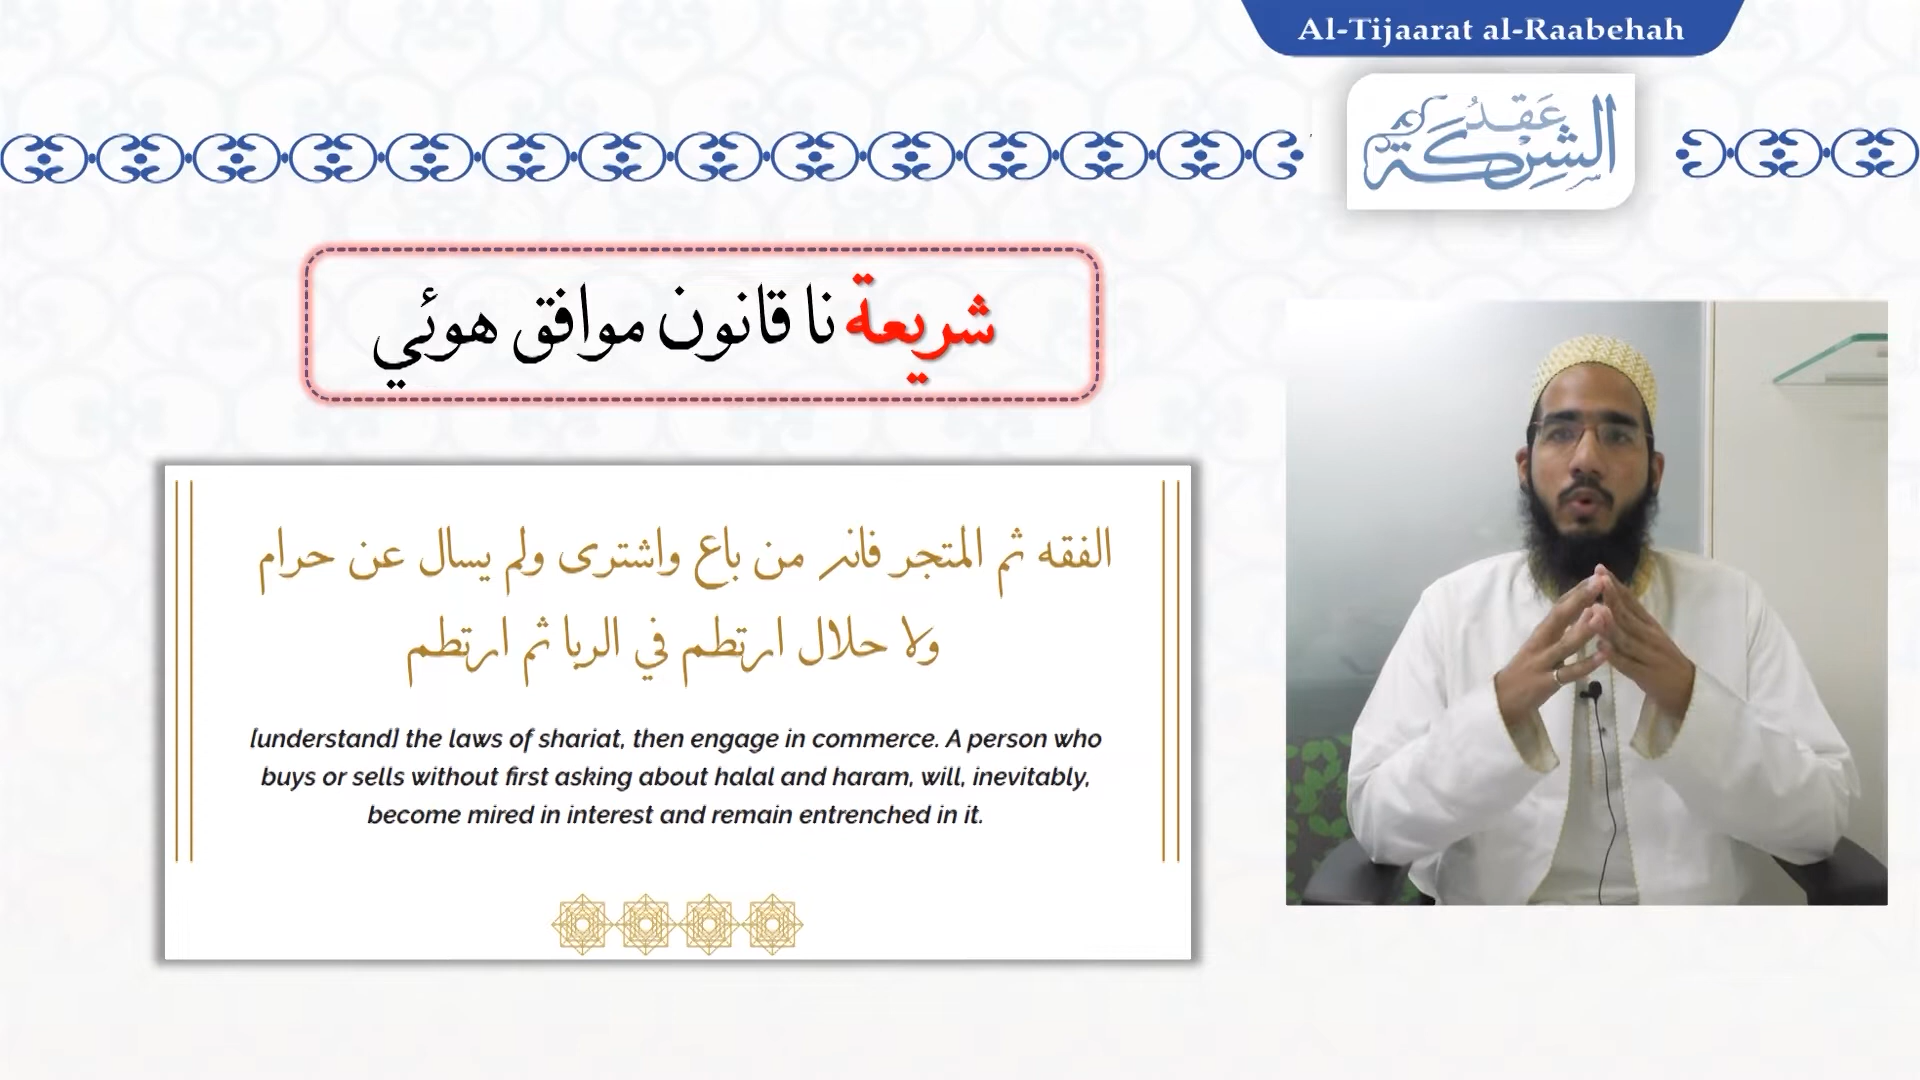 Al-Tijaarat al-Raabehah
عَقدُ
الشِركة
شريعة نا قانون موافق هوئي
الفقه ثم المتجر فانه من باع واشترى ولم يسال عن حرام
ولا حلال ارتطم في الربا ثم ارتطم
[understand] the laws of shariat, then engage in commerce. A person who
buys or sells without first asking about halal and haram, will, inevitably,
become mired in interest and remain entrenched in it.